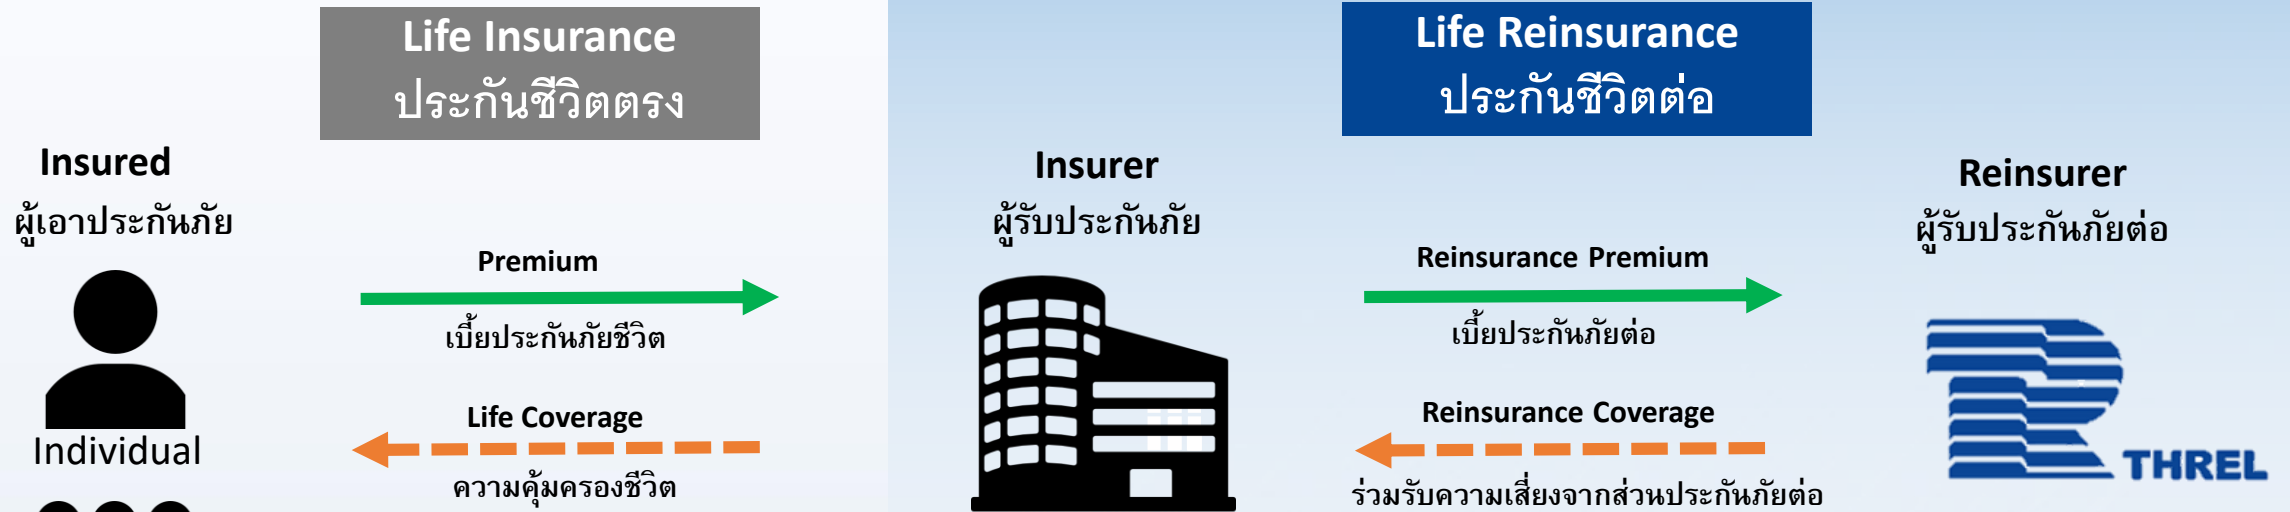 Life Insurance
ประกันชีวิตตรง
Life Reinsurance
ประกันชีวิตต่อ
Insured
ผู้เอาประกันภัย
Insurer
ผู้รับประกันภัย
Reinsurer
ผู้รับประกันภัยต่อ
Premium
เบี้ยประกันภัยชีวิต
Reinsurance Premium
เบี้ยประกันภัยต่อ
Life Coverage
ความคุ้มครองชีวิต
Reinsurance Coverage
ร่วมรับความเสี่ยงจากส่วนประกันภัยต่อ
Individual
THREL